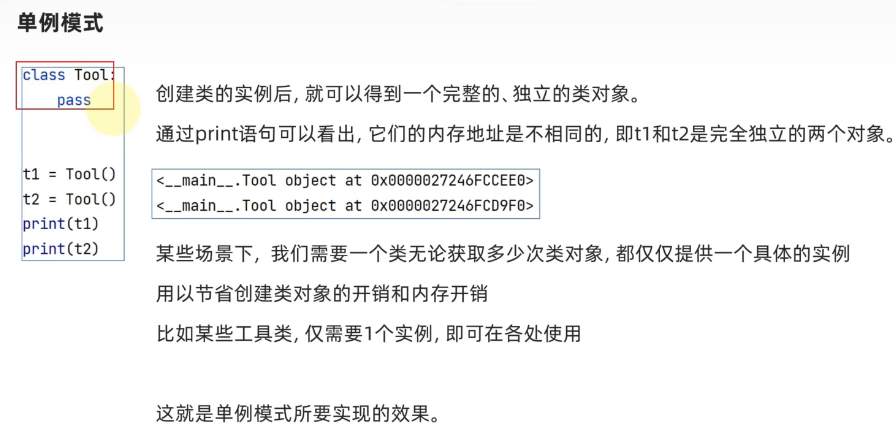 单例模式
class Tool:
    pass
t1 = Tool()
t2 = Tool()
print(t1)
print(t2)
创建类的实例后, 就可以得到一个完整的、独立的类对象。
通过print语句可以看出, 它们的内存地址是不相同的, 即t1和t2是完全独立的两个对象。
<__main__.Tool object at 0x0000027246FCCEE0>
<__main__.Tool object at 0x0000027246FCD9F0>
某些场景下, 我们需要一个类无论获取多少次类对象, 都仅仅提供一个具体的实例
用以节省创建类对象的开销和内存开销
比如某些工具类, 仅需要1个实例, 即可在各处使用
这就是单例模式所要实现的效果。